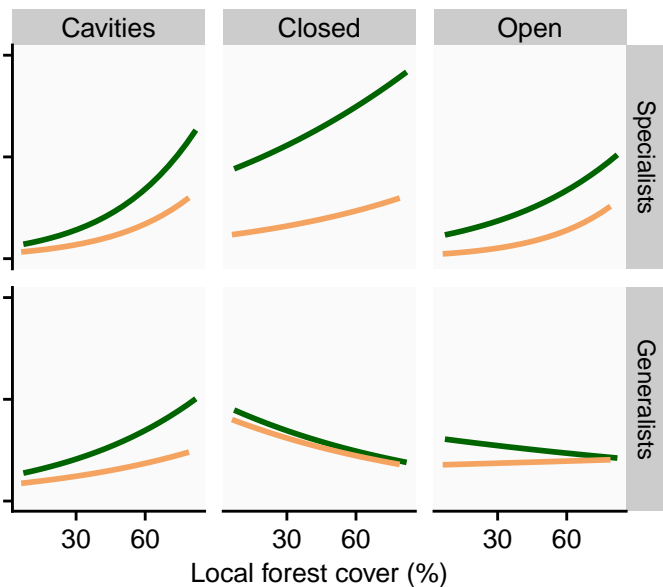 Cavities Closed Open
Specialists
Generalists
30 60 30 60 30 60
Local forest cover (%)